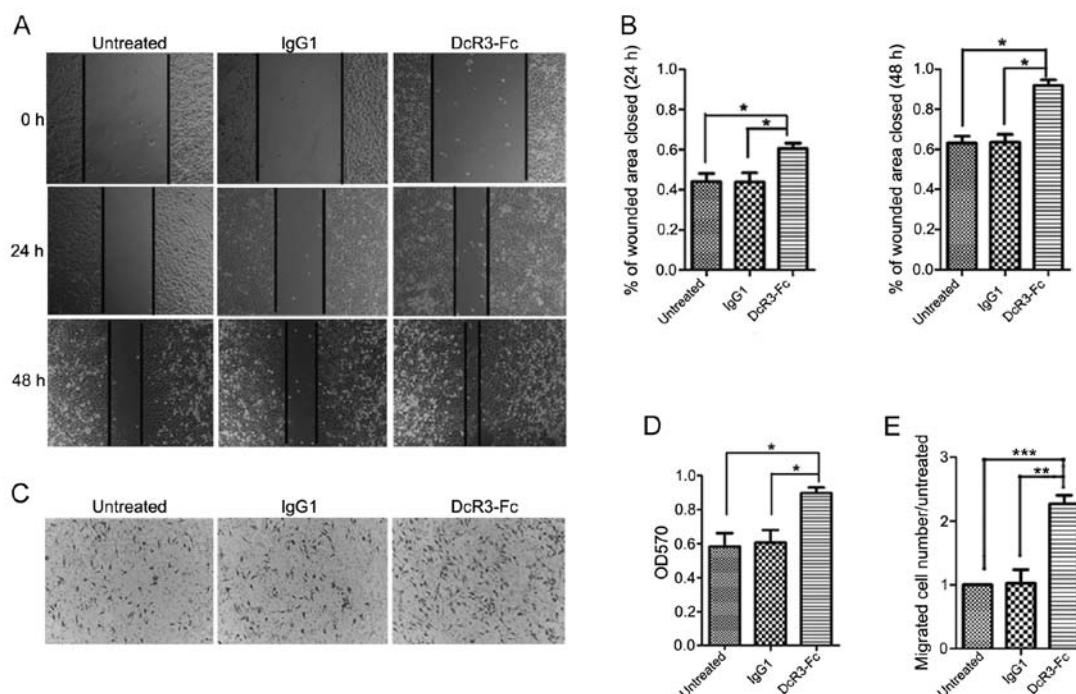 A
Untreated IgG1 DcR3-Fc
0 h
24 h
48 h
B
% of wounded area closed (24 h)
1.0
0.8
0.6
0.4
0.2
0.0
* *
Untreated IgG1 DcR3-Fc
% of wounded area closed (48 h)
1.0
0.8
0.6
0.4
0.2
0.0
* *
Untreated IgG1 DcR3-Fc
C
Untreated IgG1 DcR3-Fc
D
OD570
1.0
0.8
0.6
0.4
0.2
0.0
* *
Untreated IgG1 DcR3-Fc
E
Migrated cell number/untreated
3
2
1
0
*** **
Untreated IgG1 DcR3-Fc